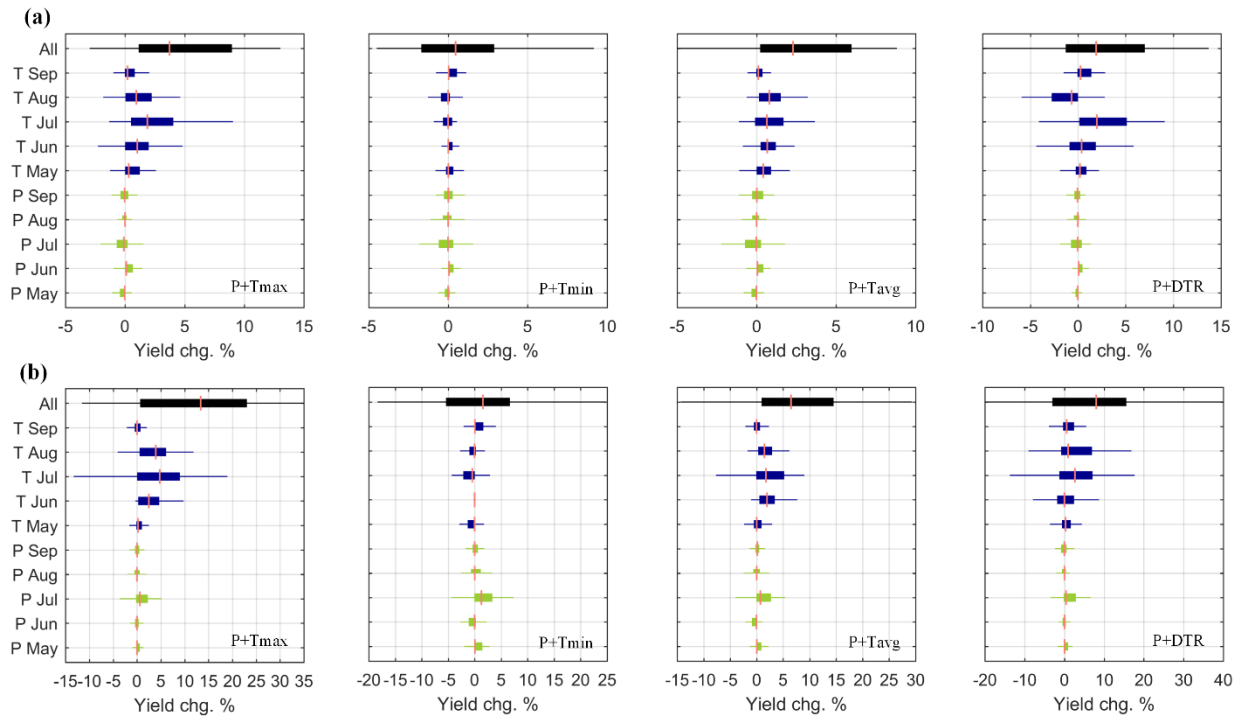 (a)
All
T Sep
T Aug
T Jul
T Jun
T May
P Sep
P Aug
P Jul
P Jun
P May
P+Tmax
-5 0 5 10 15
Yield chg. %
P+Tmin
-5 0 5 10
Yield chg. %
P+Tavg
-5 0 5 10
Yield chg. %
P+DTR
-10 -5 0 5 10 15
Yield chg. %
(b)
All
T Sep
T Aug
T Jul
T Jun
T May
P Sep
P Aug
P Jul
P Jun
P May
P+Tmax
-15 -10 -5 0 5 10 15 20 25 30 35
Yield chg. %
P+Tmin
-20 -15 -10 -5 0 5 10 15 20 25
Yield chg. %
P+Tavg
-15 -10 -5 0 5 10 15 20 25 30
Yield chg. %
P+DTR
-20 -10 0 10 20 30 40
Yield chg. %